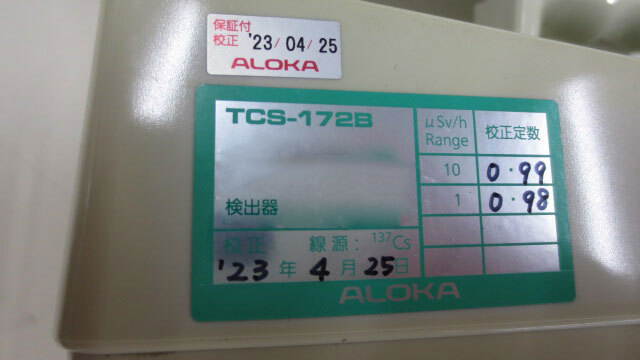 保証付
校正 '23/04/25
ALOKA
TCS-172B
検出器
校正 線源: ¹³⁷Cs
'23年 4月 25日
μSv/h Range 校正定数
10 0.99
1 0.98
ALOKA